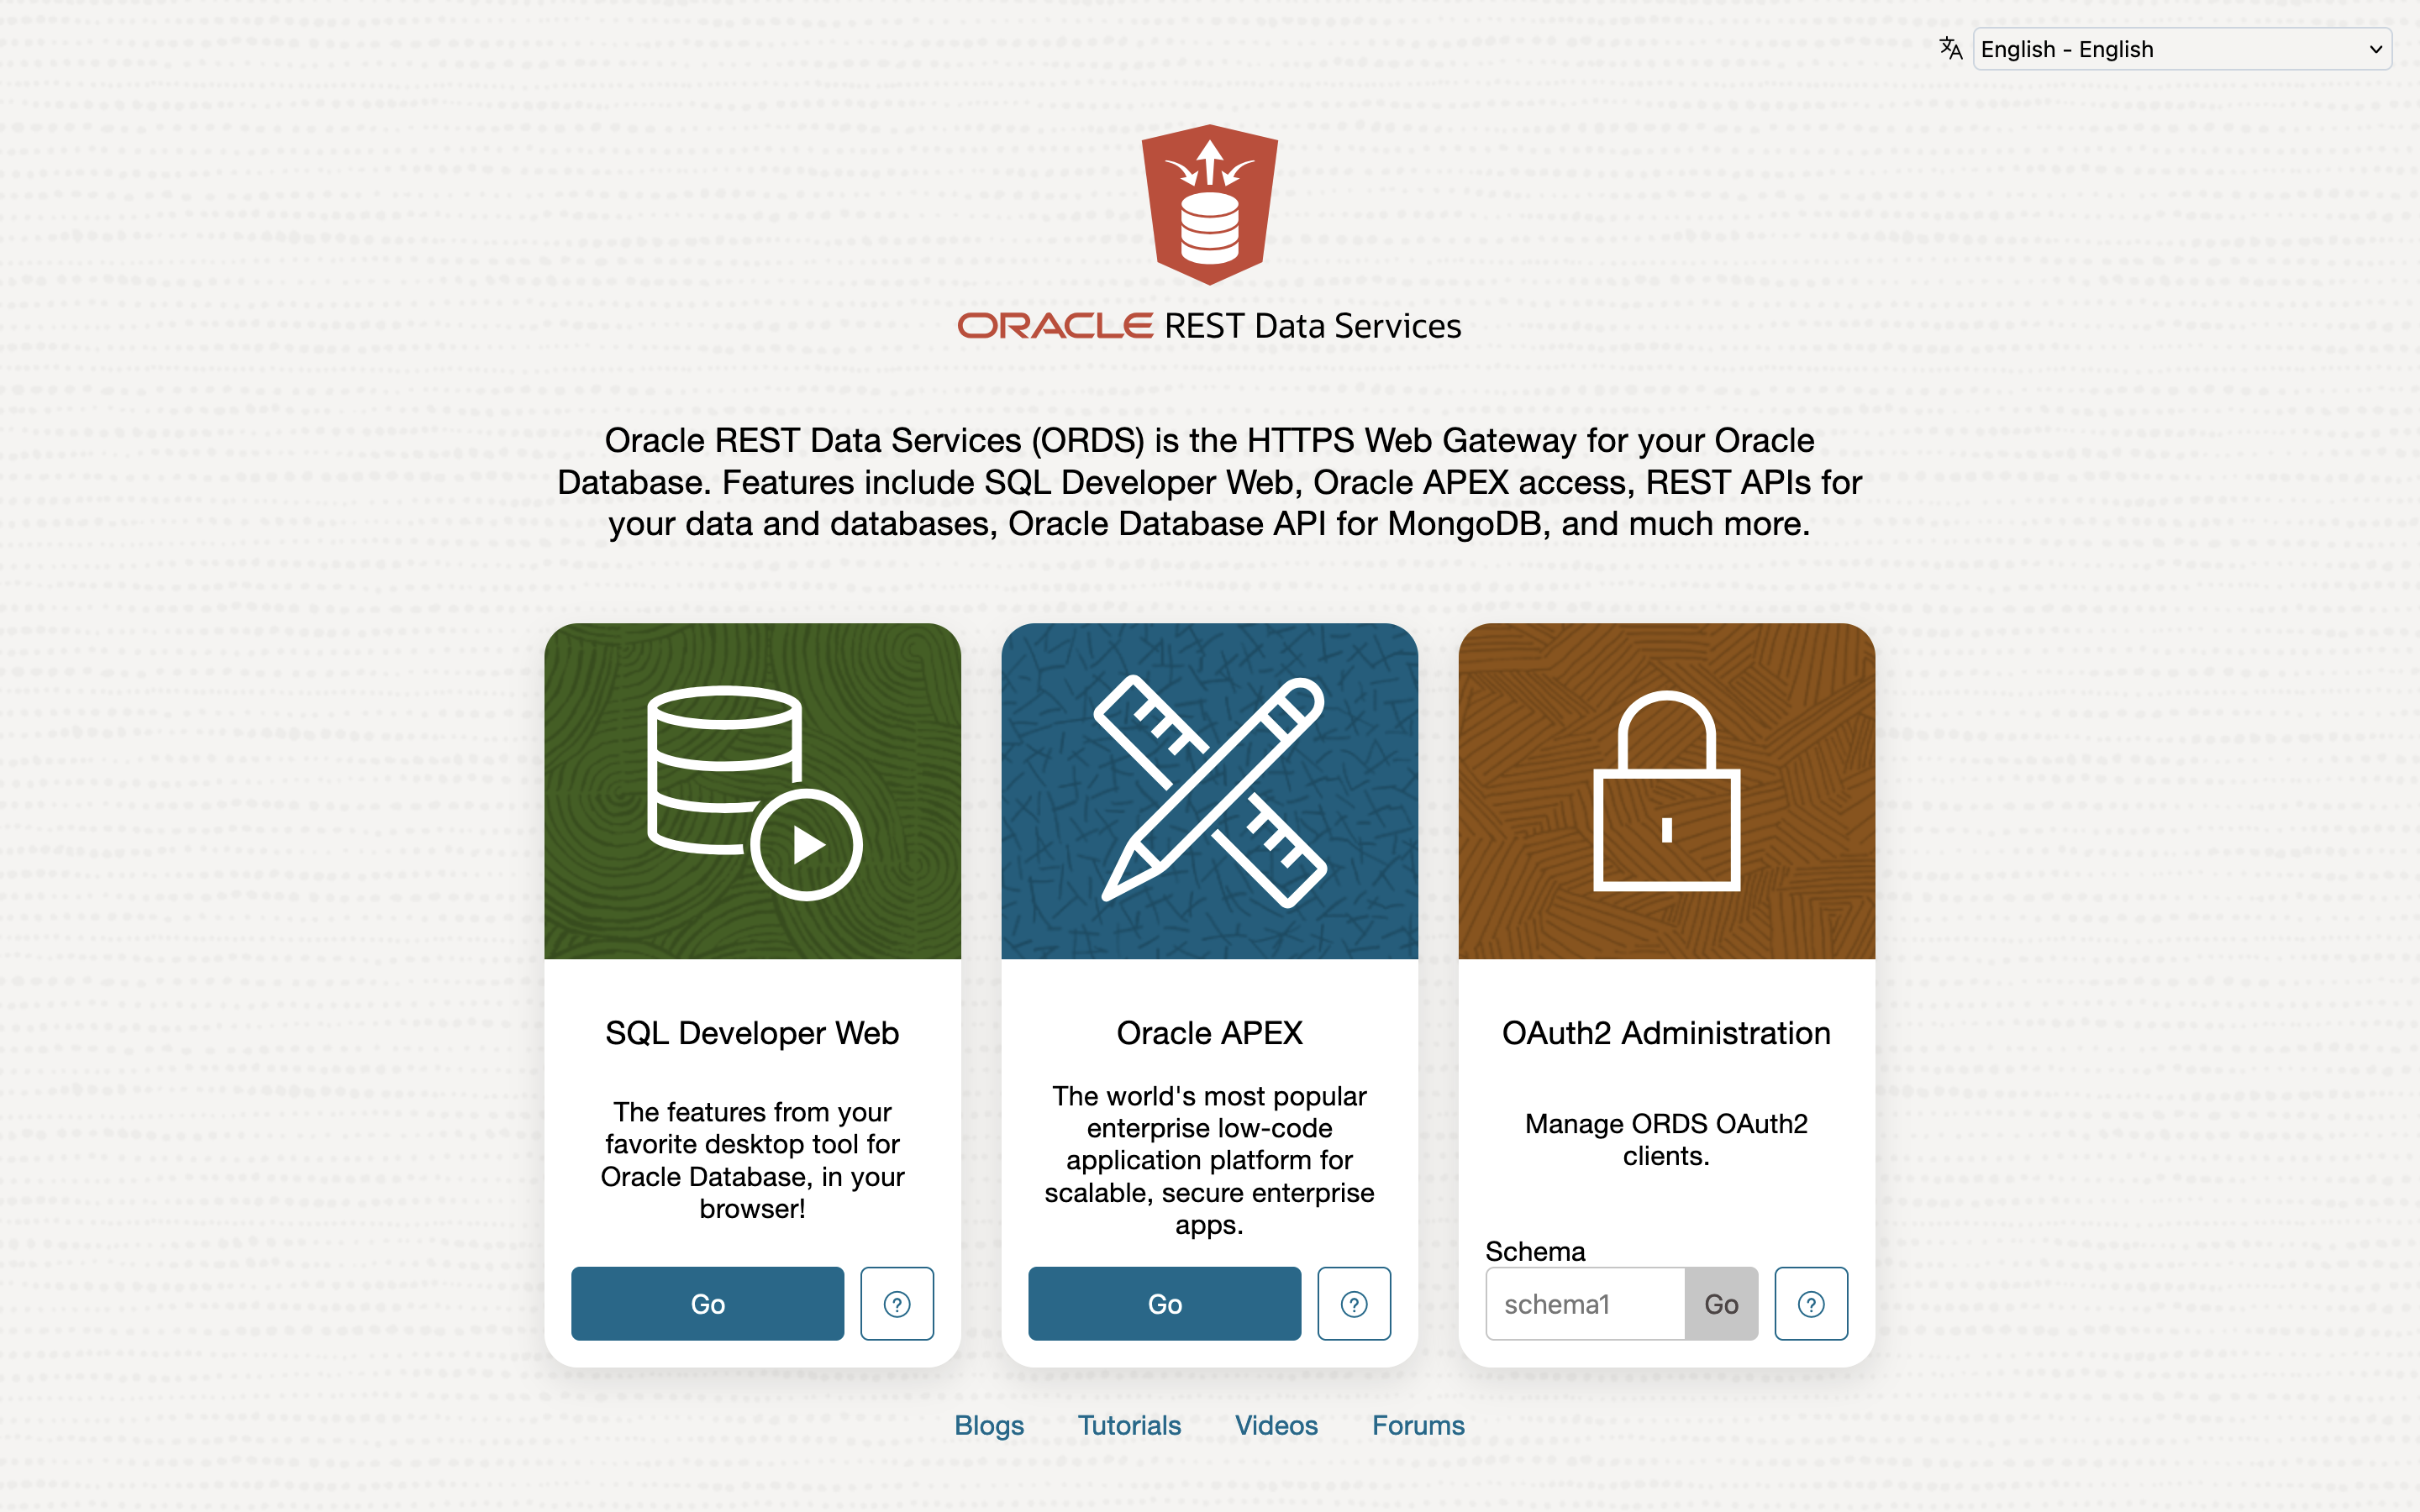 English - English
ORACLE REST Data Services
Oracle REST Data Services (ORDS) is the HTTPS Web Gateway for your Oracle
Database. Features include SQL Developer Web, Oracle APEX access, REST APIs for
your data and databases, Oracle Database API for MongoDB, and much more.
SQL Developer Web
The features from your
favorite desktop tool for
Oracle Database, in your
browser!
Go
?
Oracle APEX
The world's most popular
enterprise low-code
application platform for
scalable, secure enterprise
apps.
Go
?
OAuth2 Administration
Manage ORDS OAuth2
clients.
Schema
schema1 Go
?
Blogs Tutorials Videos Forums